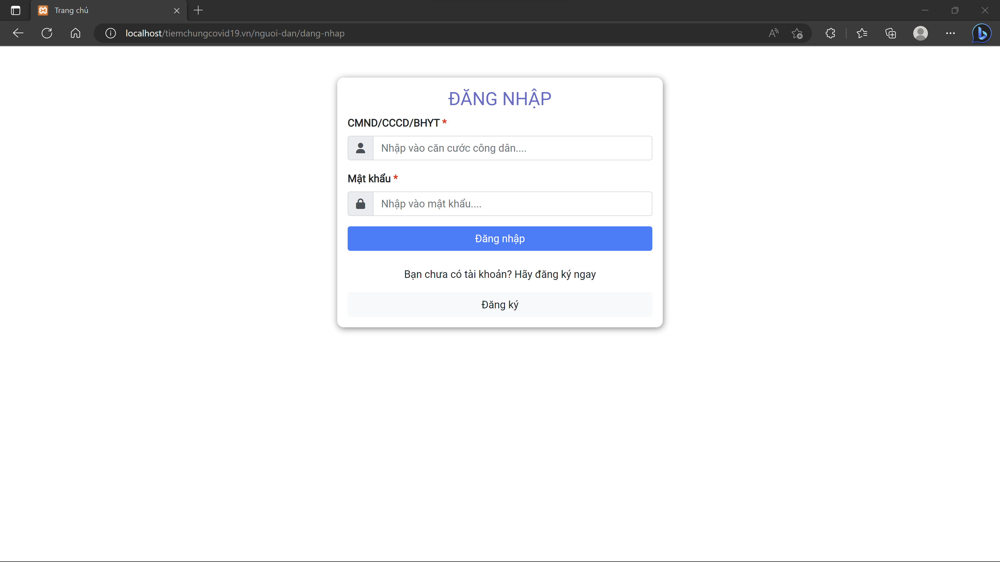 Trang chủ
localhost/tiemchungcovid19.vn/nguoi-dan/dang-nhap
ĐĂNG NHẬP
CMND/CCCD/BHYT *
Nhập vào căn cước công dân....
Mật khẩu *
Nhập vào mật khẩu....
Đăng nhập
Bạn chưa có tài khoản? Hãy đăng ký ngay
Đăng ký